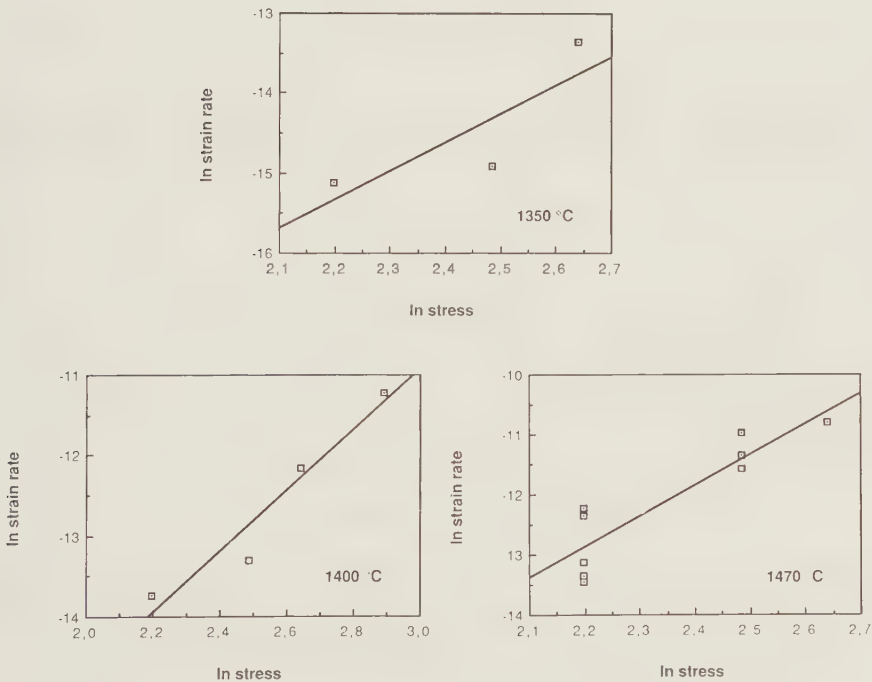 -13
-14
-15
-16
ln strain rate
1350 °C
2,1 2,2 2,3 2,4 2,5 2,6 2,7
ln stress
-11
-12
-13
-14
ln strain rate
1400 °C
2,0 2,2 2,4 2,6 2,8 3,0
ln stress
-10
-11
-12
13
-14
ln strain rate
1470 C
2,1 2,2 2,3 2,4 2 5 2 6 2,7
ln stress